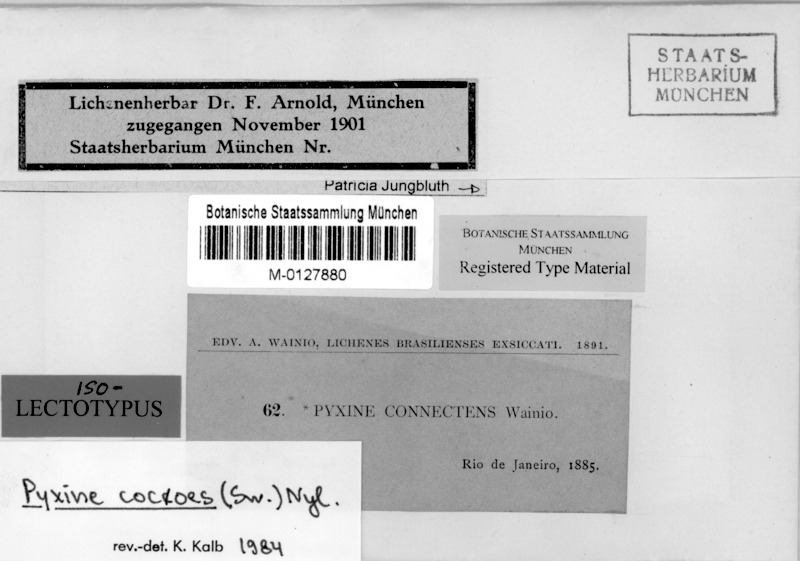 STAATS-
HERBARIUM
MÜNCHEN
Lichenenherbar Dr. F. Arnold, München
zugegangen November 1901
Staatsherbarium München Nr.
Patricia Jungbluth
Botanische Staatssammlung München
M-0127880
BOTANISCHE STAATSSAMMLUNG
MÜNCHEN
Registered Type Material
EDV. A. WAINIO, LICHENES BRASILIENSES EXSICCATI. 1891.
62. *PYXINE CONNECTENS Wainio.
Rio de Janeiro, 1885.
ISO-
LECTOTYPUS
Pyxine cocoes (Sw.) Nyl.
rev.-det. K. Kalb 1984